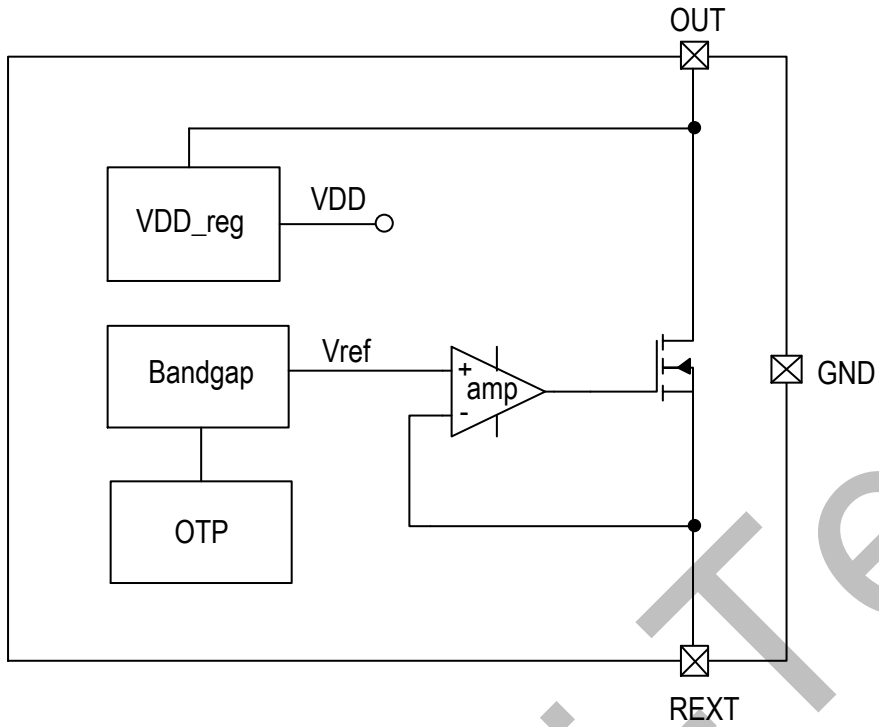 OUT
VDD_reg
VDD
Bandgap
Vref
+
amp
-
GND
OTP
REXT